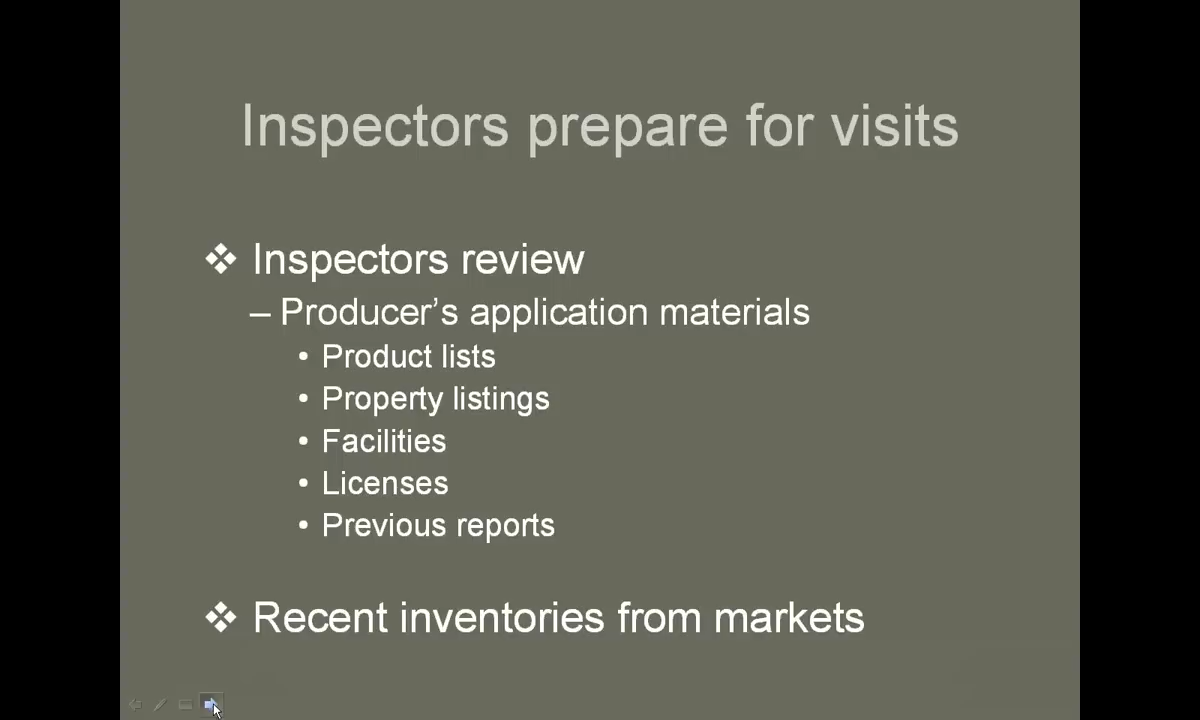 Inspectors prepare for visits
❖ Inspectors review
– Producer’s application materials
• Product lists
• Property listings
• Facilities
• Licenses
• Previous reports
❖ Recent inventories from markets